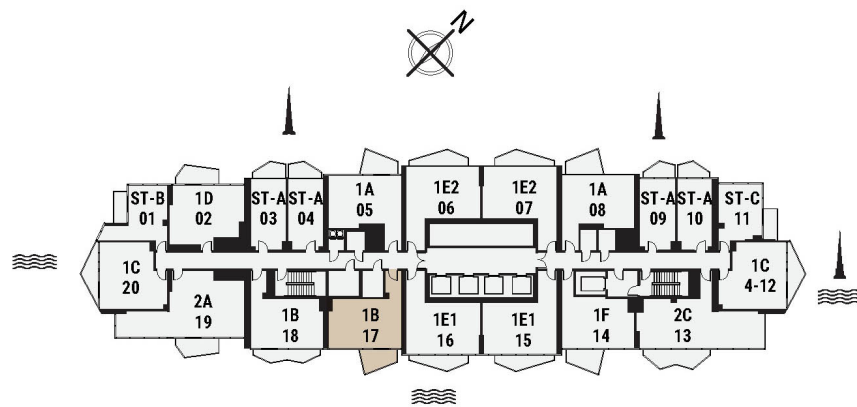 N
ST-B
01
1D
02
ST-A
03
ST-A
04
1A
05
1E2
06
1E2
07
1A
08
ST-A
09
ST-A
10
ST-C
11
1C
20
2A
19
1B
18
1B
17
1E1
16
1E1
15
1F
14
2C
13
1C
4-12